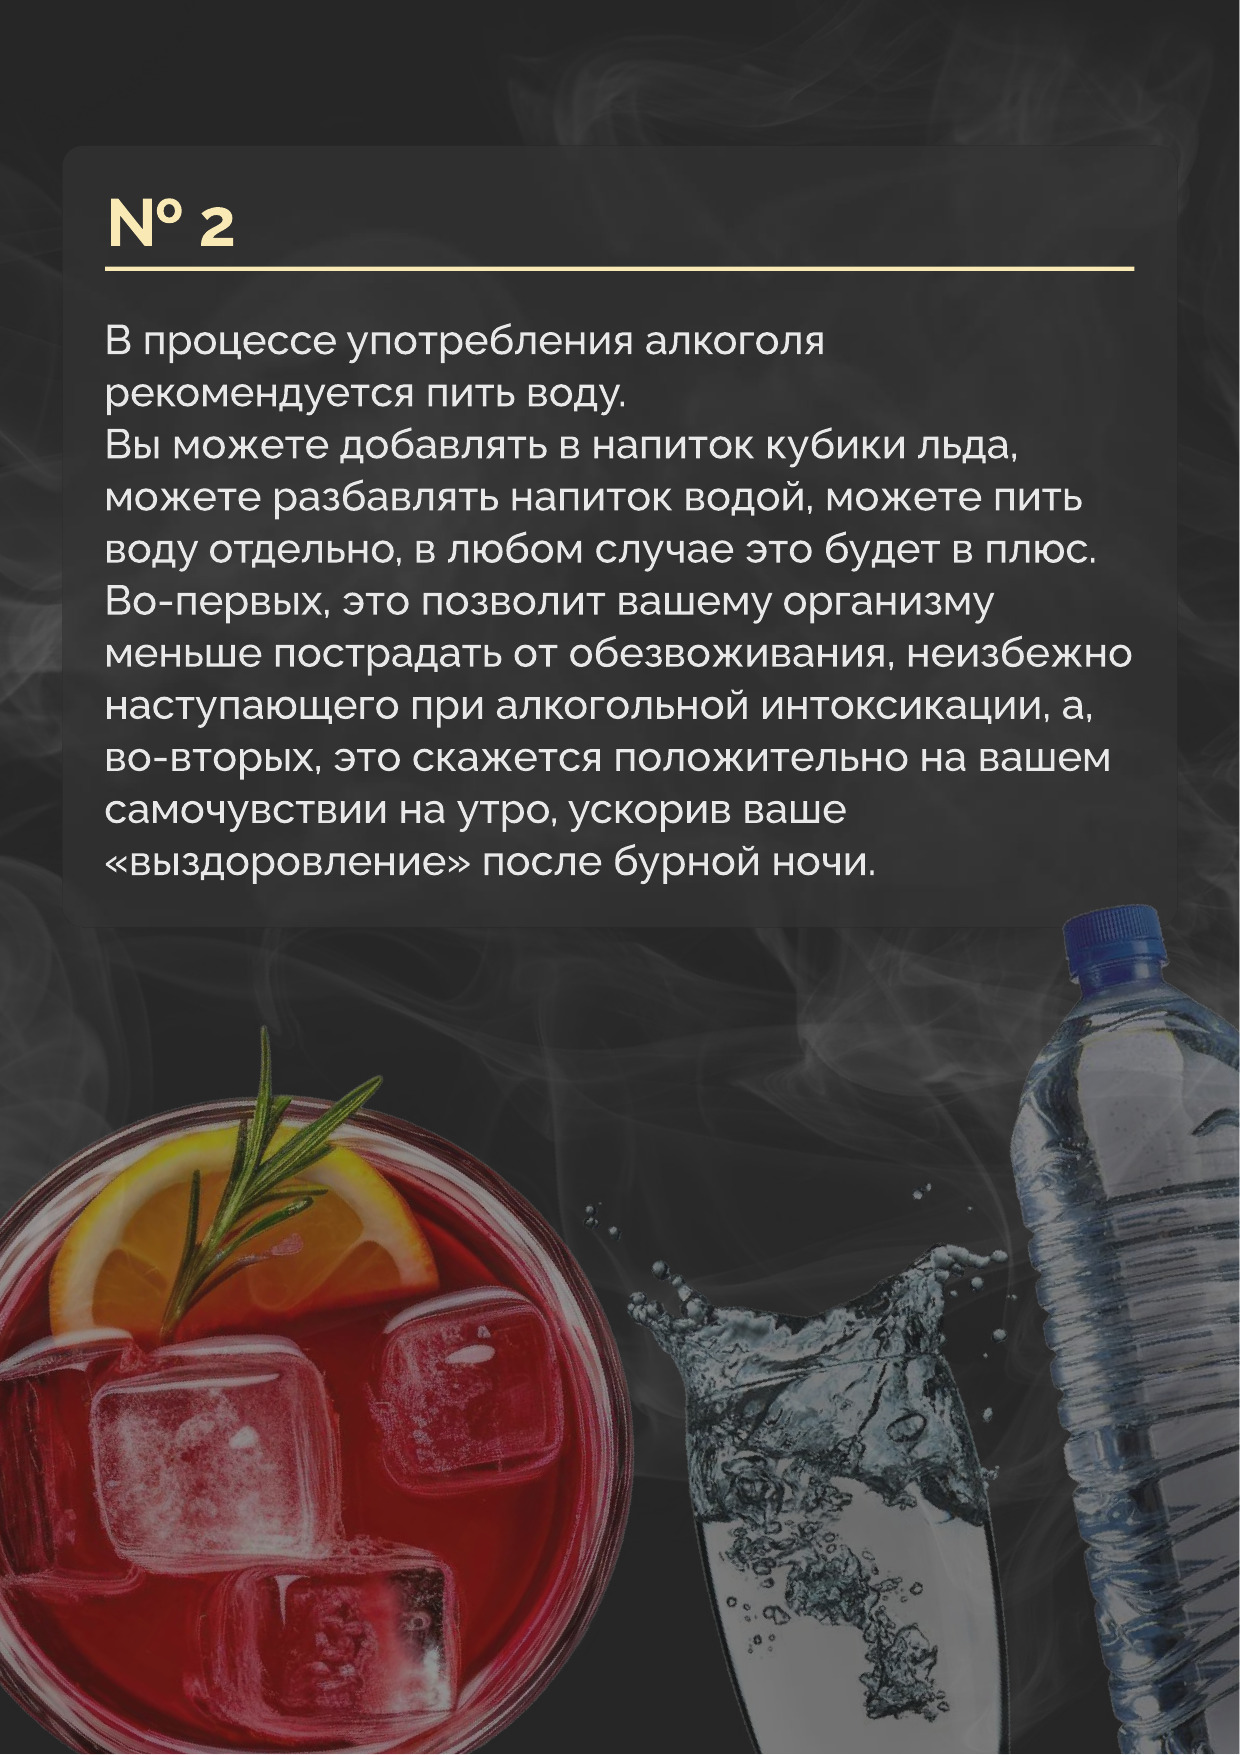 Nº 2
В процессе употребления алкоголя
рекомендуется пить воду.
Вы можете добавлять в напиток кубики льда,
можете разбавлять напиток водой, можете пить
воду отдельно, в любом случае это будет в плюс.
Во-первых, это позволит вашему организму
меньше пострадать от обезвоживания, неизбежно
наступающего при алкогольной интоксикации, а,
во-вторых, это скажется положительно на вашем
самочувствии на утро, ускорив ваше
«выздоровление» после бурной ночи.